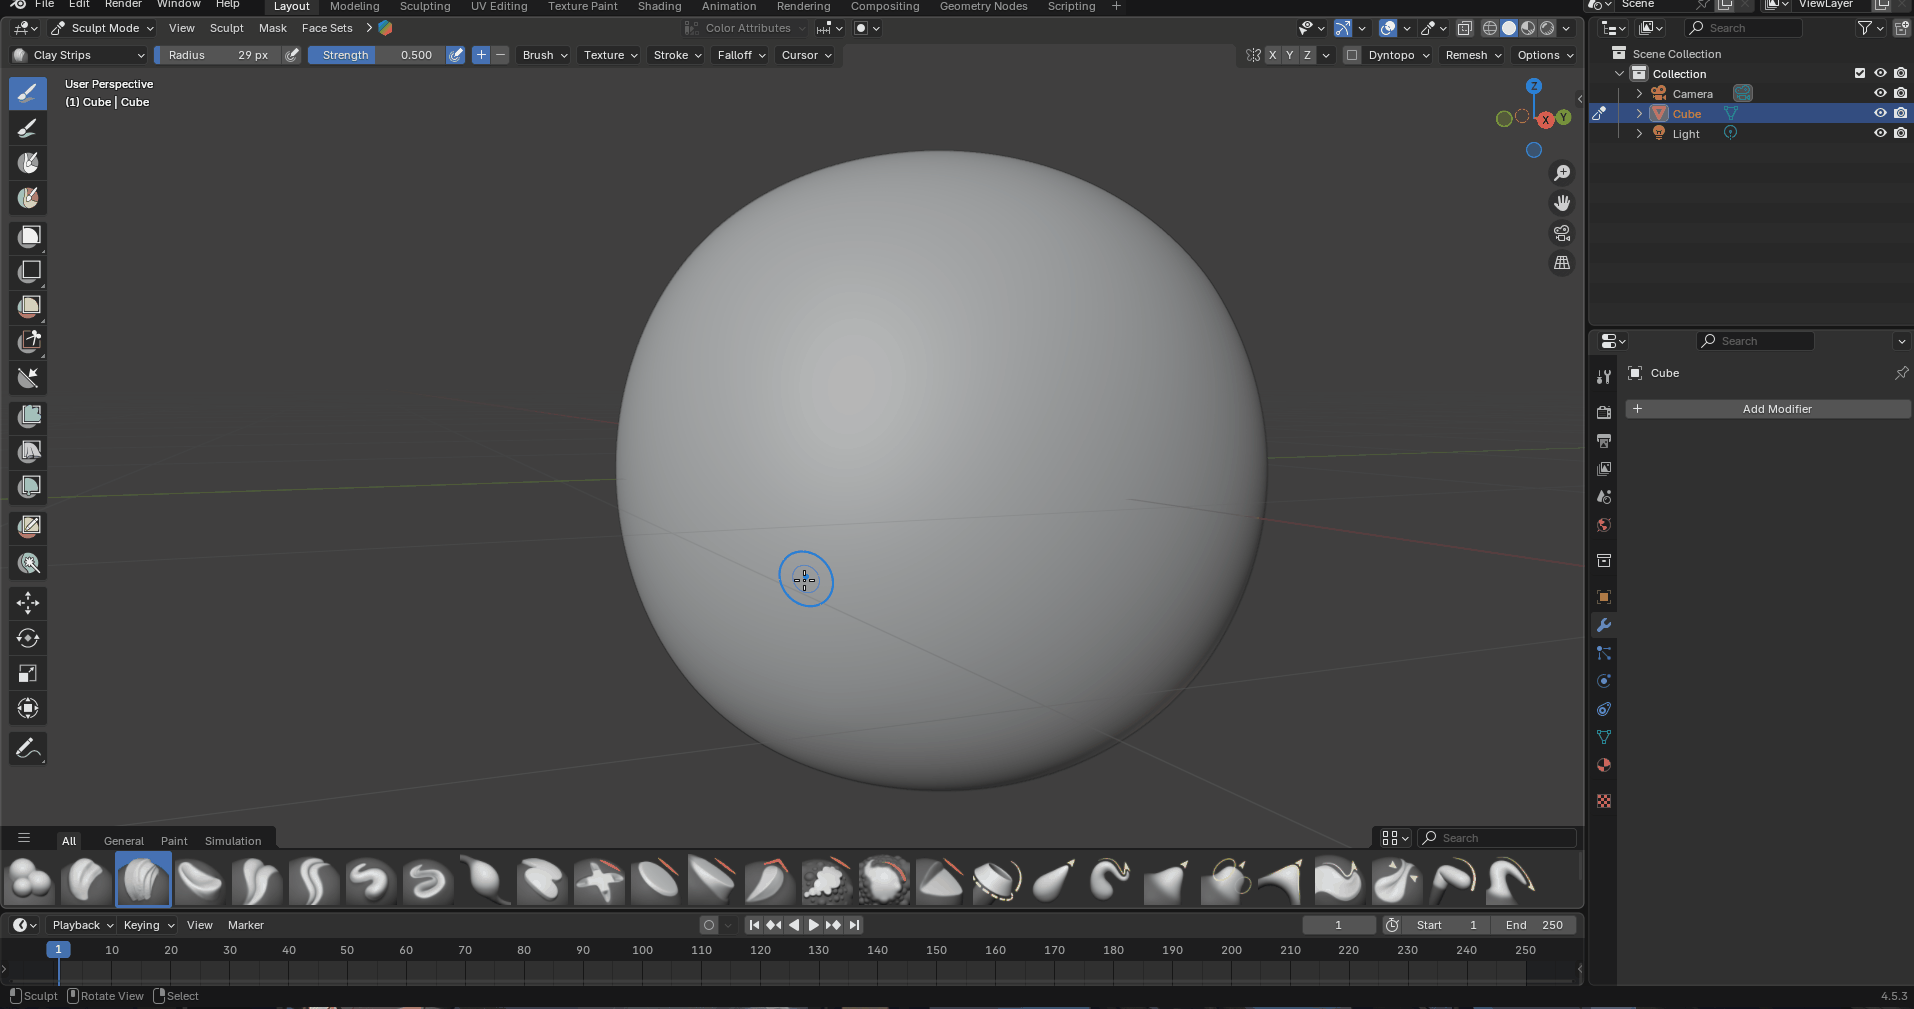 File Edit Render Window Help Layout Modeling Sculpting UV Editing Texture Paint Shading Animation Rendering Compositing Geometry Nodes Scripting + Scene ViewLayer
Sculpt Mode View Sculpt Mask Face Sets Color Attributes Search
Clay Strips Radius 29 px Strength 0.500 Brush Texture Stroke Falloff Cursor X Y Z Dyntopo Remesh Options
Scene Collection
Collection
Camera
Cube
Light
User Perspective
(1) Cube | Cube
Z
X Y
Search
Cube
+ Add Modifier
All General Paint Simulation Search
Playback Keying View Marker 1 Start 1 End 250
1 10 20 30 40 50 60 70 80 90 100 110 120 130 140 150 160 170 180 190 200 210 220 230 240 250
Sculpt Rotate View Select 4.5.3